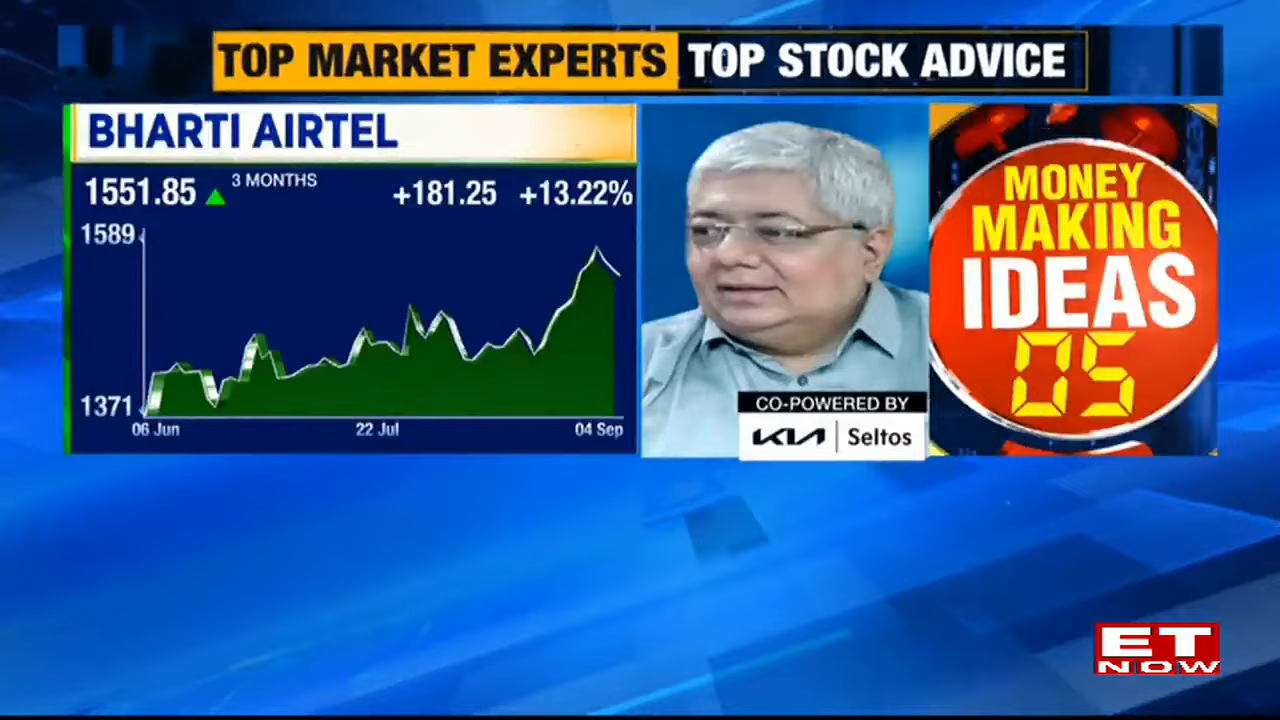 TOP MARKET EXPERTS TOP STOCK ADVICE
BHARTI AIRTEL
1551.85 3 MONTHS +181.25 +13.22%
1589
1371
06 Jun 22 Jul 04 Sep
CO-POWERED BY
KIA Seltos
MONEY
MAKING
IDEAS
05
ET
NOW